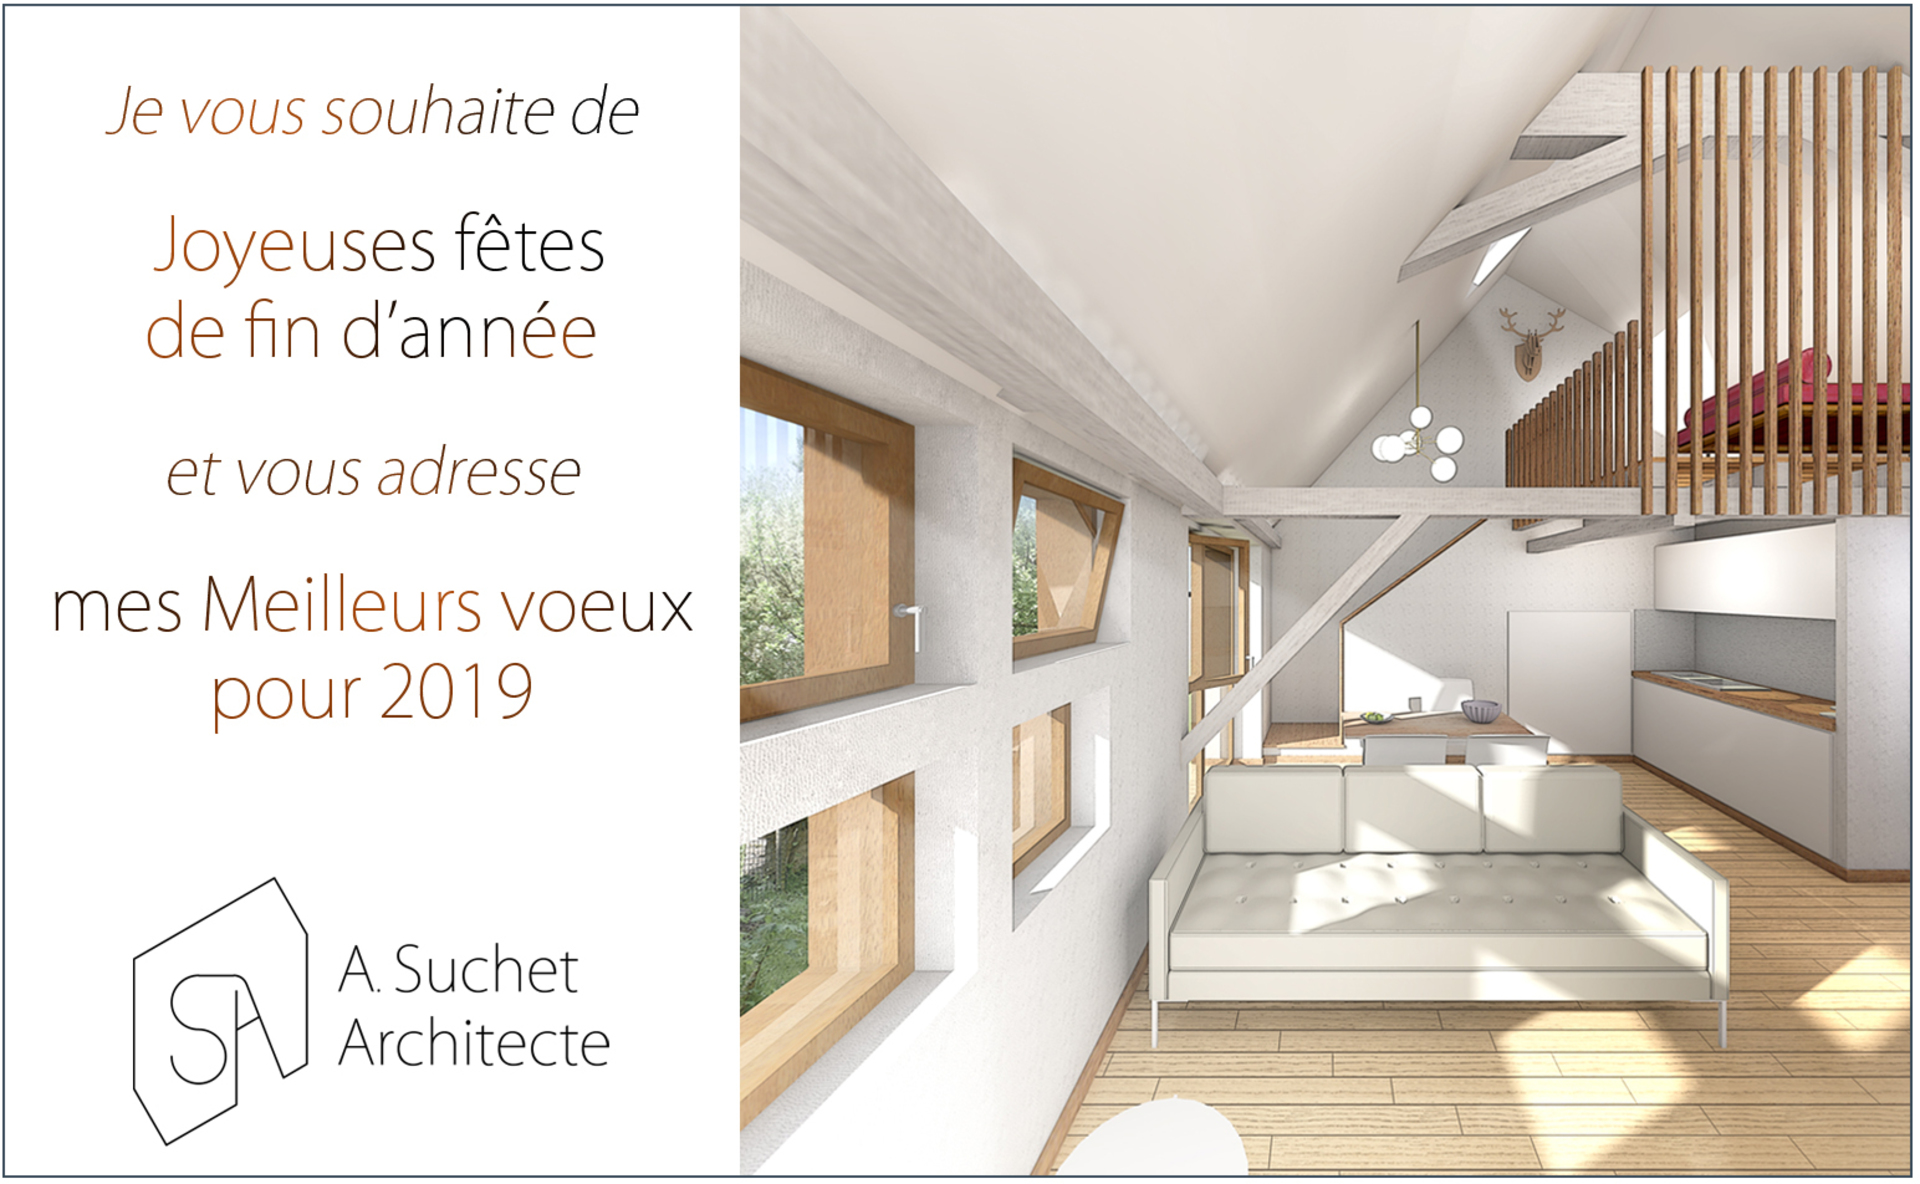 Je vous souhaite de
Joyeuses fêtes
de fin d’année
et vous adresse
mes Meilleurs voeux
pour 2019
SA
A. Suchet
Architecte